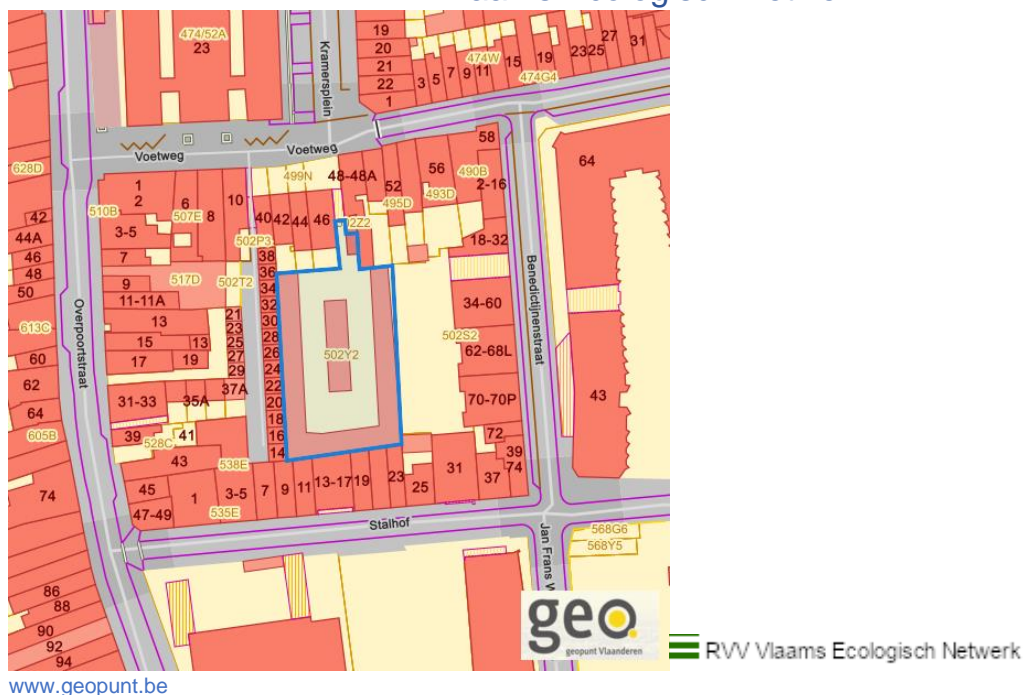 474/52A
23
Kramersplein
19
20
21
22
1
3 5 7 9 11 15 19 2325 27 31
474W
474G4
Voetweg
Voetweg
628D
58
64
1
2
6
8
10
499N
48-48A
52
56
490B
2-16
510B
507E
495D
493D
42
44A
46
48
50
3-5
7
40 42 44 46
502P3
18-32
9
11-11A
517D
502T2
38
36
34
32
30
28
26
24
22
20
18
16
14
Overpoortstraat
Benedictijnenstraat
613C
13
15
13
17
19
21
23
25
27
29
502Y2
502S2
34-60
62-68L
60
62
64
605B
31-33
35A
37A
70-70P
43
39
528C
41
43
538E
72
39
74
74
45
1
3-5
7 9 11 13-17 19 23 25 31 37
47-49
535E
Stalhof
Jan Frans
568G6
568Y5
86
88
90
92
94
geo
geopunt Vlaanderen
RVV Vlaams Ecologisch Netwerk
www.geopunt.be